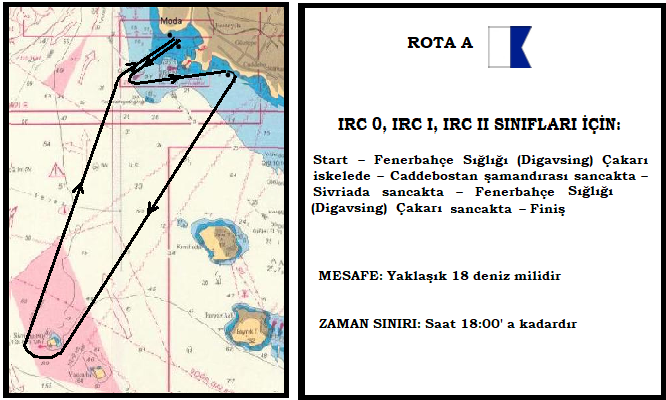 Moda
ROTA A
IRC 0, IRC I, IRC II SINIFLARI İÇİN:
Start – Fenerbahçe Sığlığı (Digavsing) Çakarı
iskelede – Caddebostan şamandırası sancakta –
Sivriada sancakta – Fenerbahçe Sığlığı
(Digavsing) Çakarı sancakta – Finiş
MESAFE: Yaklaşık 18 deniz milidir
ZAMAN SINIRI: Saat 18:00' a kadardır